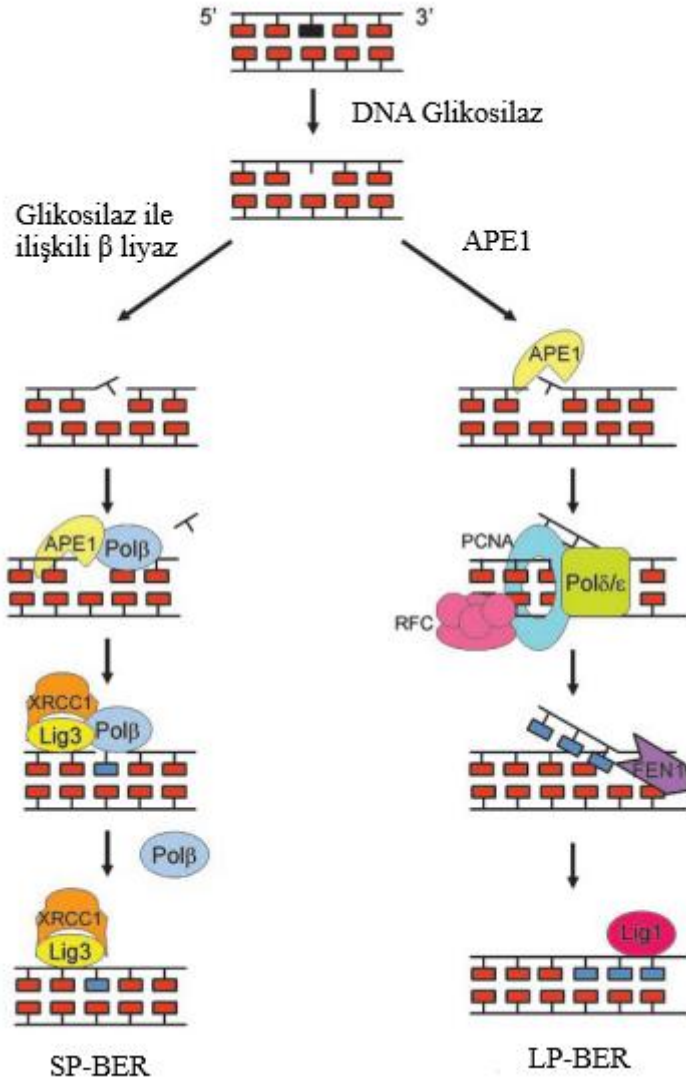 5’ 3’
DNA Glikosilaz
Glikosilaz ile
ilişkili β liyaz
APE1
APE1
APE1
Polβ
PCNA
Polδ/ε
RFC
XRCC1
Lig3
Polβ
FEN1
Polβ
XRCC1
Lig3
Lig1
SP-BER
LP-BER